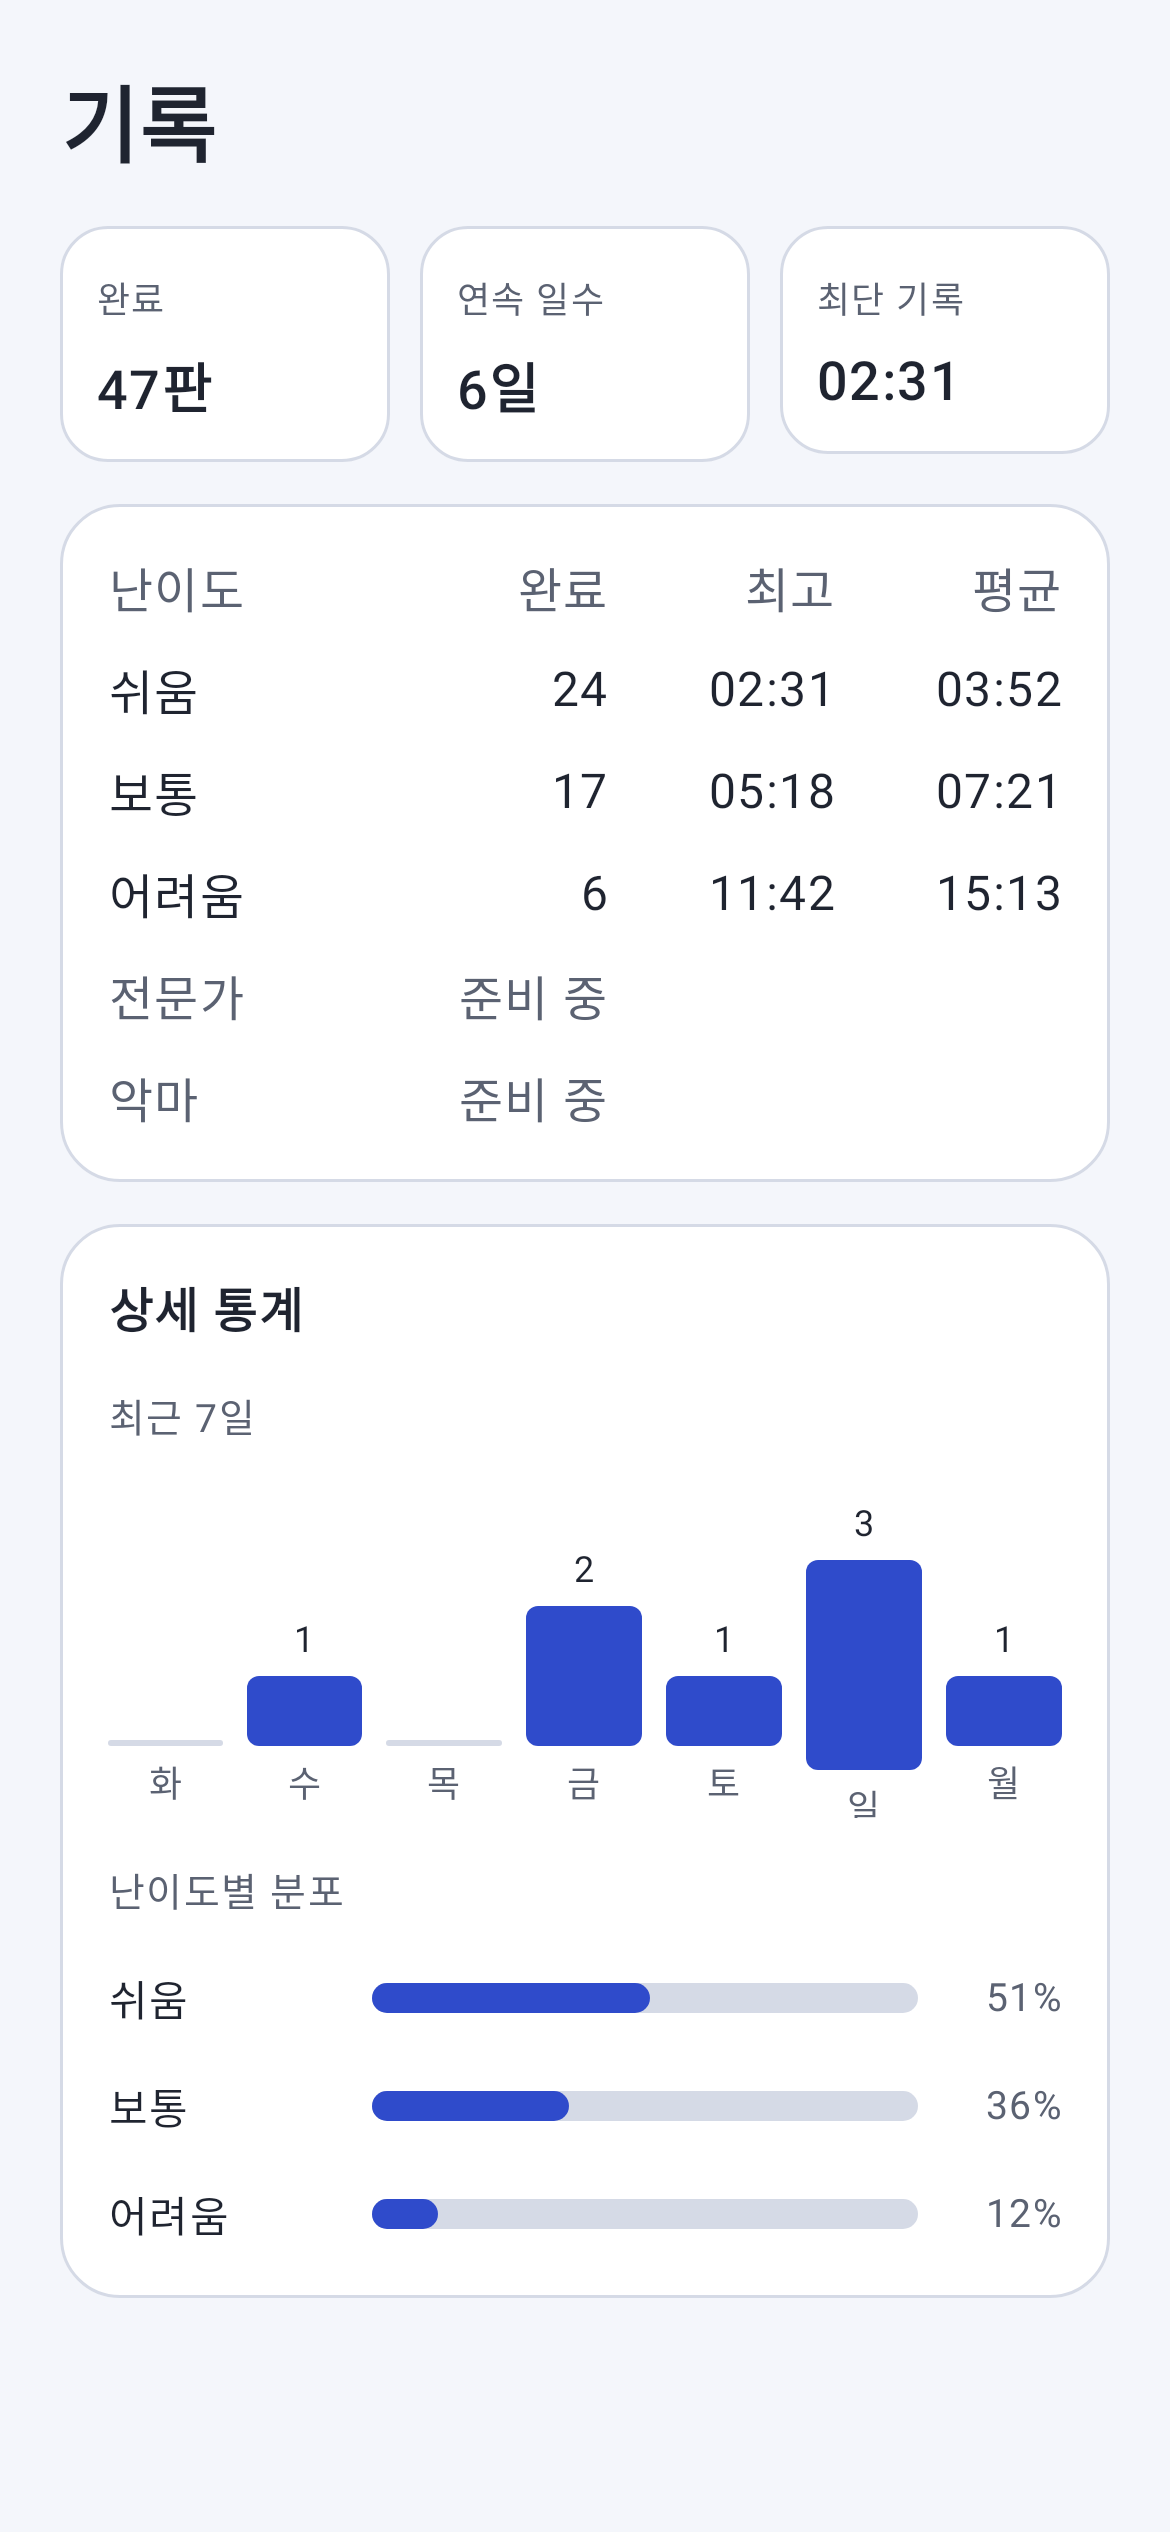 기록
완료 연속 일수 최단 기록
47판 6일 02:31
난이도 완료 최고 평균
쉬움 24 02:31 03:52
보통 17 05:18 07:21
어려움 6 11:42 15:13
전문가 준비 중
악마 준비 중
상세 통계
최근 7일
1 2 1 3 1
화 수 목 금 토 일 월
난이도별 분포
쉬움 51%
보통 36%
어려움 12%